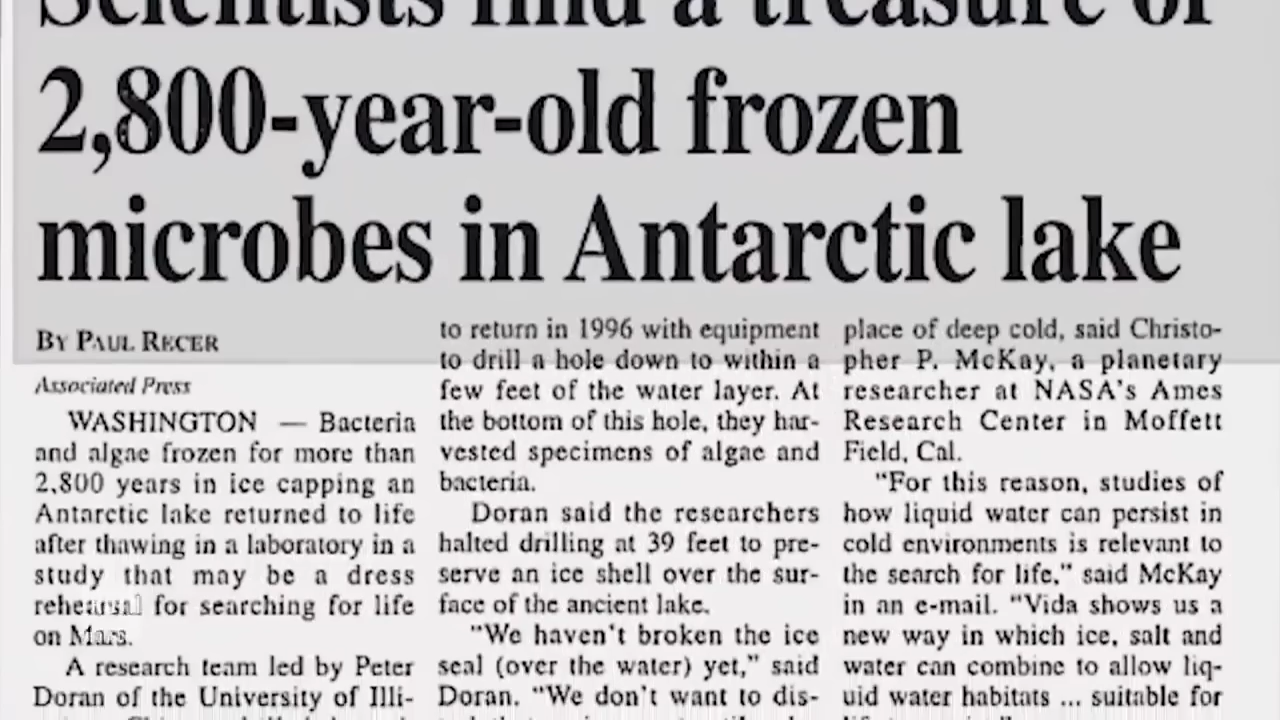 Scientists find a treasure of
2,800-year-old frozen
microbes in Antarctic lake
BY PAUL RECER
Associated Press
WASHINGTON — Bacteria
and algae frozen for more than
2,800 years in ice capping an
Antarctic lake returned to life
after thawing in a laboratory in a
study that may be a dress
rehearsal for searching for life
on Mars.
A research team led by Peter
Doran of the University of Illi-
to return in 1996 with equipment
to drill a hole down to within a
few feet of the water layer. At
the bottom of this hole, they har-
vested specimens of algae and
bacteria.
Doran said the researchers
halted drilling at 39 feet to pre-
serve an ice shell over the sur-
face of the ancient lake.
"We haven't broken the ice
seal (over the water) yet," said
Doran. "We don't want to dis-
place of deep cold, said Christo-
pher P. McKay, a planetary
researcher at NASA's Ames
Research Center in Moffett
Field, Cal.
"For this reason, studies of
how liquid water can persist in
cold environments is relevant to
the search for life," said McKay
in an e-mail. "Vida shows us a
new way in which ice, salt and
water can combine to allow liq-
uid water habitats ... suitable for